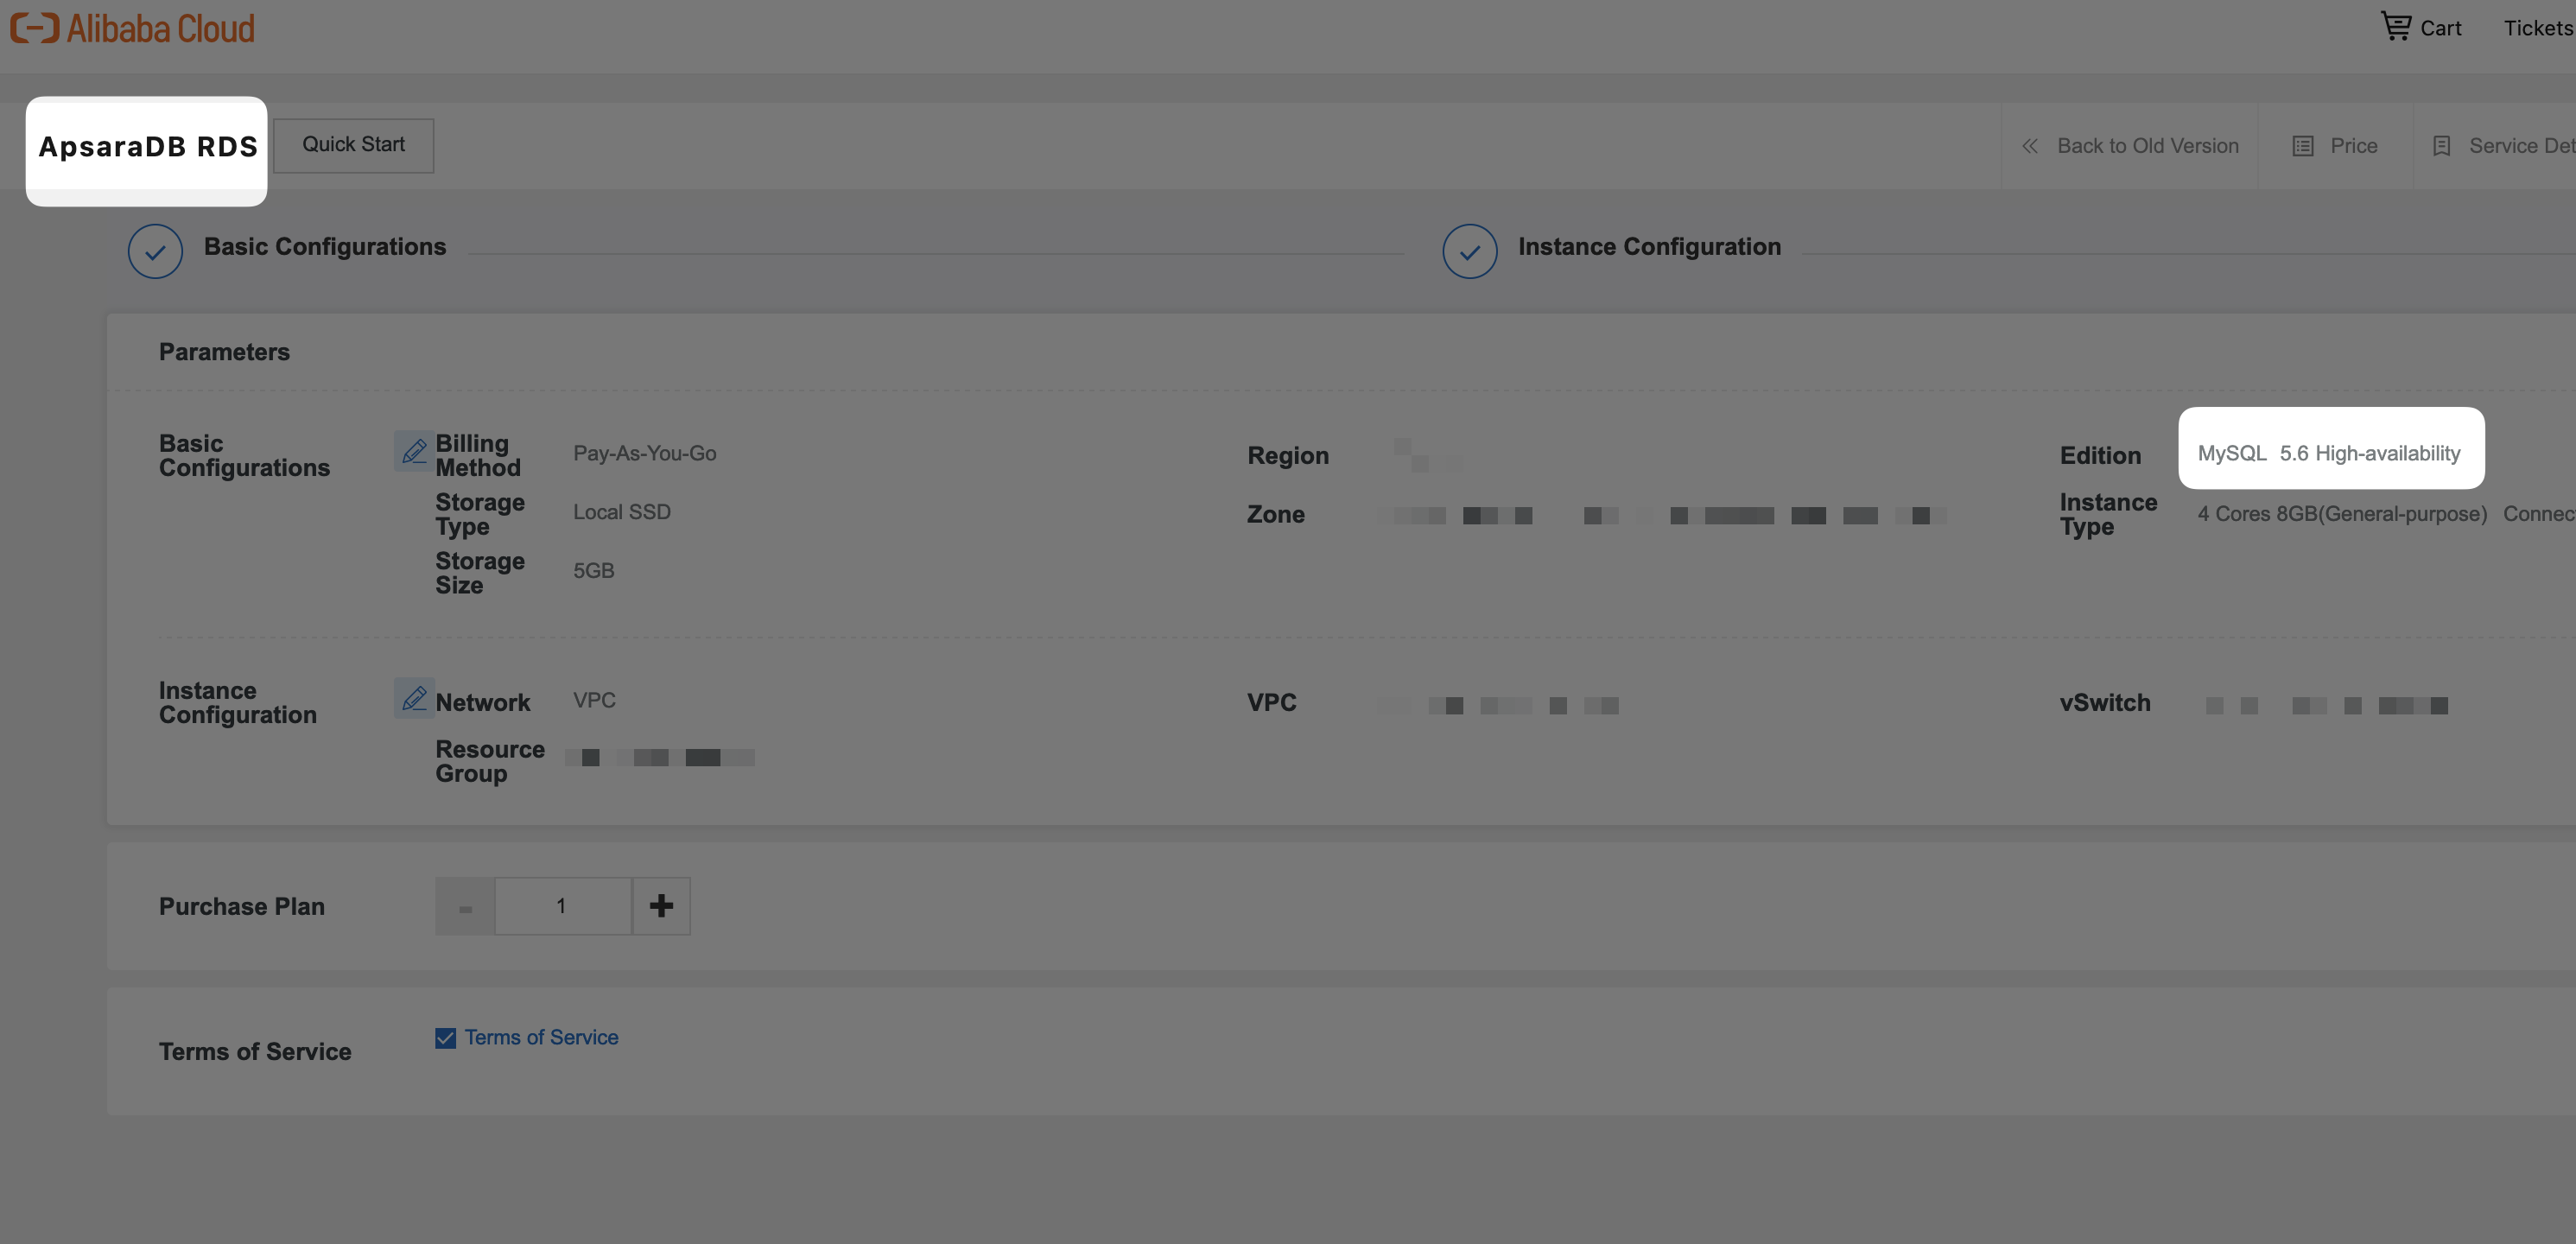 Alibaba Cloud
Cart
Tickets
ApsaraDB RDS
Quick Start
Back to Old Version
Price
Service Det
Basic Configurations
Instance Configuration
Parameters
Basic
Configurations
Billing
Method
Pay-As-You-Go
Region
Edition
MySQL 5.6 High-availability
Storage
Type
Local SSD
Zone
Instance
Type
4 Cores 8GB(General-purpose) Connec
Storage
Size
5GB
Instance
Configuration
Network
VPC
VPC
vSwitch
Resource
Group
Purchase Plan
-
1
+
Terms of Service
Terms of Service